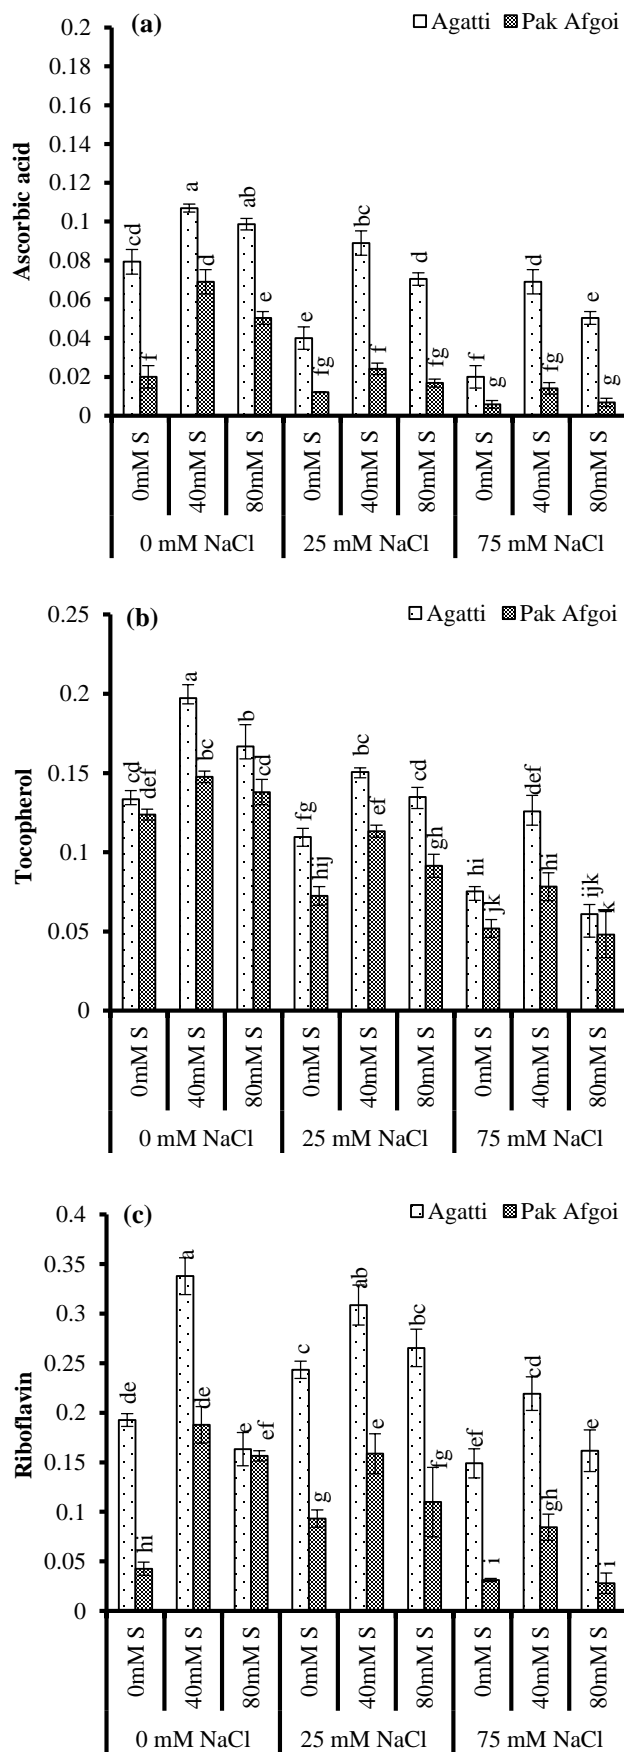 (a)
Agatti Pak Afgoi
Ascorbic acid
0.2
0.18
0.16
0.14
0.12
0.1
0.08
0.06
0.04
0.02
0
cd f a d ab e e fg bc f d fg f g d fg e g
0mM S 40mM S 80mM S 0mM S 40mM S 80mM S 0mM S 40mM S 80mM S
0 mM NaCl 25 mM NaCl 75 mM NaCl
(b)
Agatti Pak Afgoi
Tocopherol
0.25
0.2
0.15
0.1
0.05
0
cd def a bc b cd fg hij bc ef cd gh hi jk def hi ijk k
0mM S 40mM S 80mM S 0mM S 40mM S 80mM S 0mM S 40mM S 80mM S
0 mM NaCl 25 mM NaCl 75 mM NaCl
(c)
Agatti Pak Afgoi
Riboflavin
0.4
0.35
0.3
0.25
0.2
0.15
0.1
0.05
0
de hi a de e ef c g ab e bc fg ef i cd gh e i
0mM S 40mM S 80mM S 0mM S 40mM S 80mM S 0mM S 40mM S 80mM S
0 mM NaCl 25 mM NaCl 75 mM NaCl